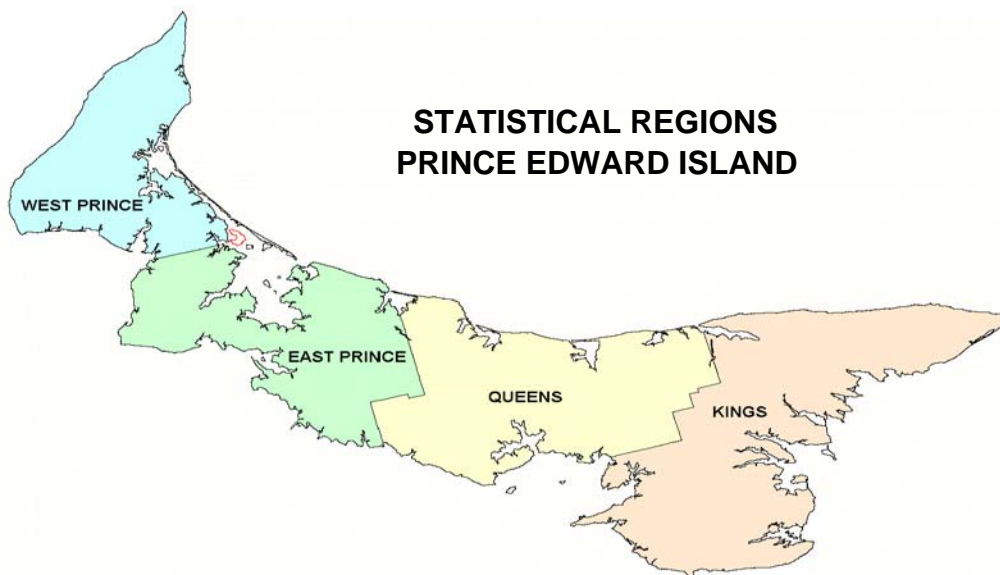 STATISTICAL REGIONS
PRINCE EDWARD ISLAND
WEST PRINCE
EAST PRINCE
QUEENS
KINGS